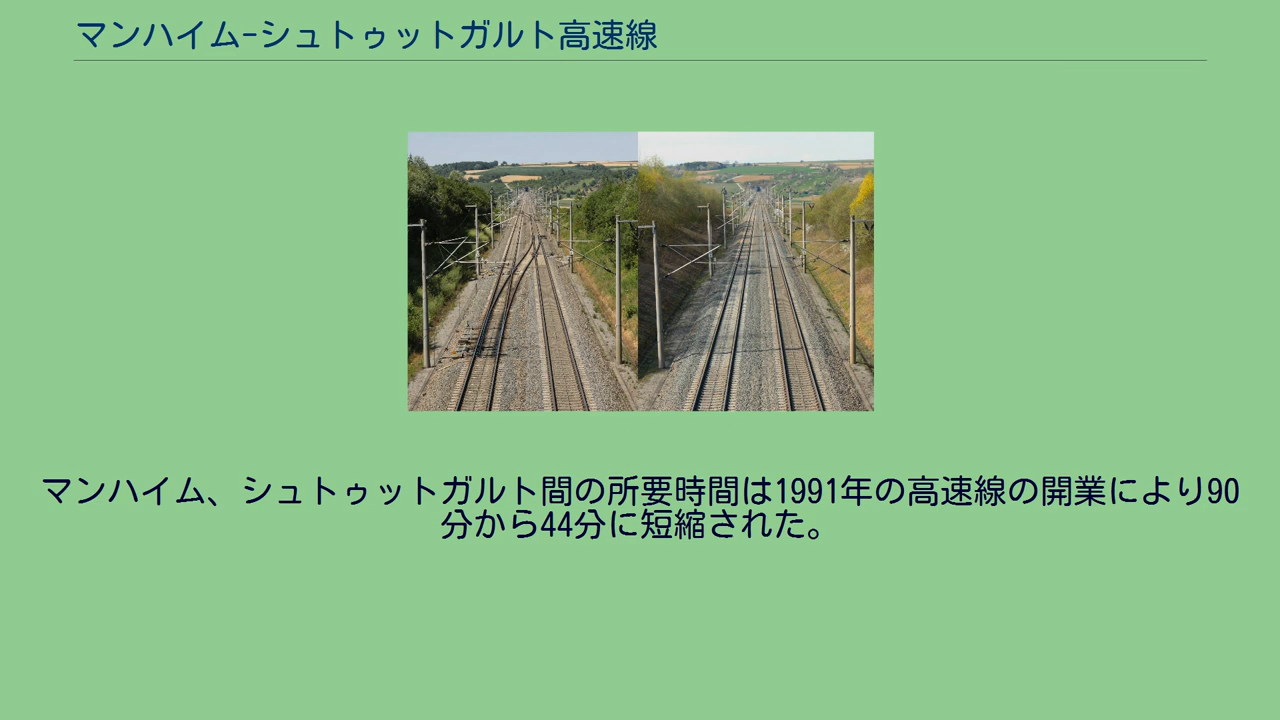 マンハイム-シュトゥットガルト高速線
マンハイム、シュトゥットガルト間の所要時間は1991年の高速線の開業により90
分から44分に短縮された。